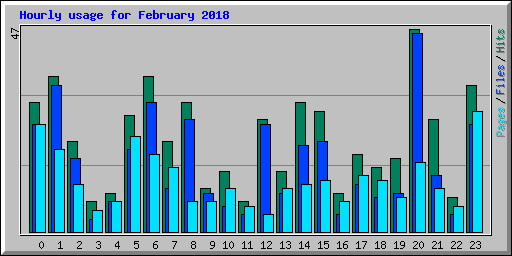 Hourly usage for February 2018
47
Pages/Files/Hits
0 1 2 3 4 5 6 7 8 9 10 11 12 13 14 15 16 17 18 19 20 21 22 23